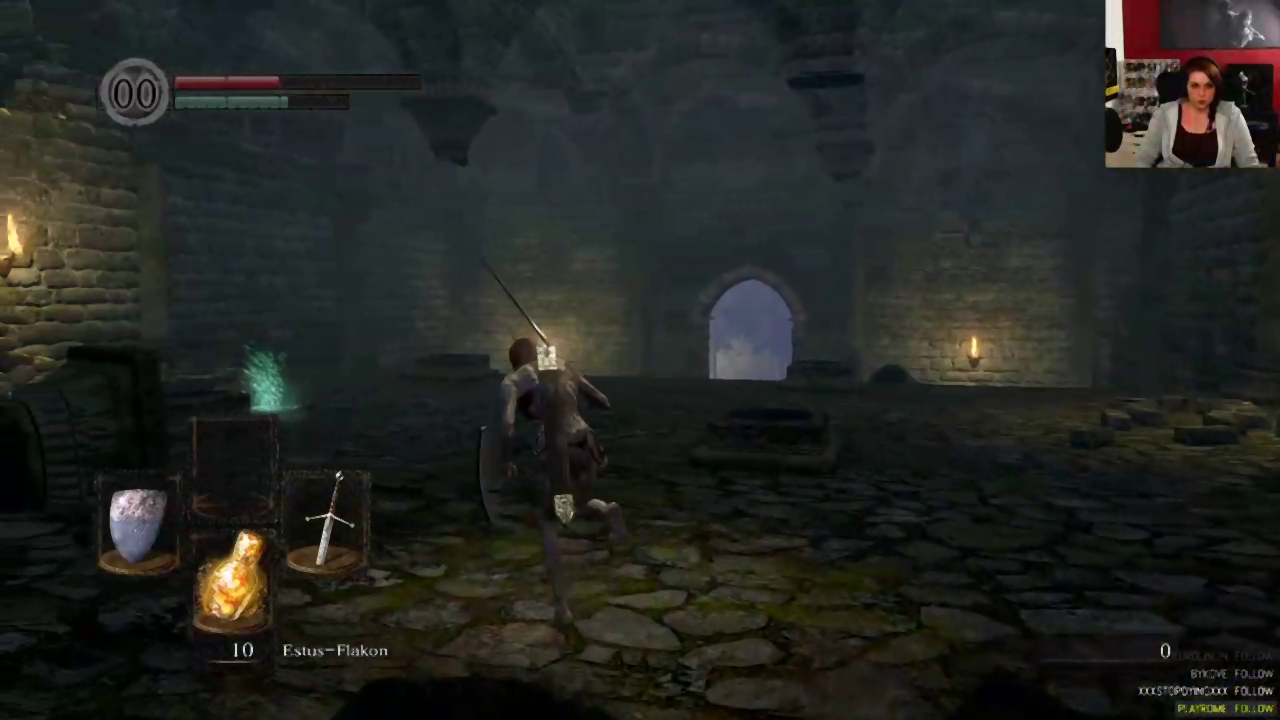 00
10 Estus-Flakon
0
BYKOVE FOLLOW
XXXSTOPDYINGXXX FOLLOW
PLAYROME FOLLOW